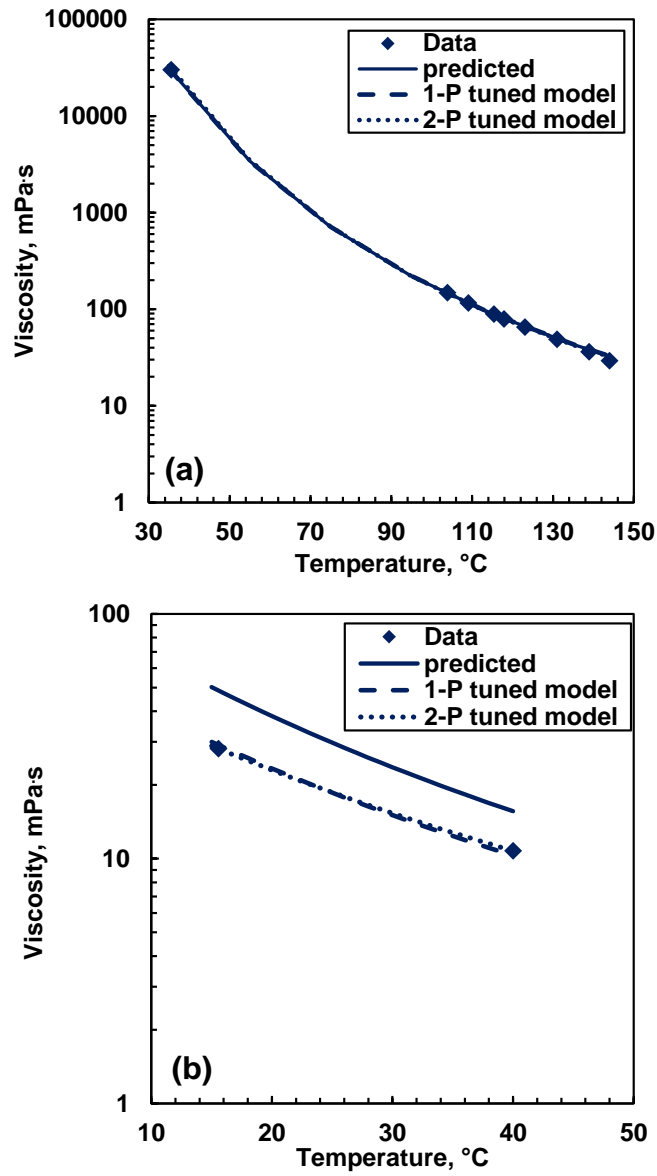 100000
10000
1000
100
10
1
Viscosity, mPa·s
Data
predicted
1-P tuned model
2-P tuned model
(a)
30 50 70 90 110 130 150
Temperature, °C
100
10
1
Viscosity, mPa·s
Data
predicted
1-P tuned model
2-P tuned model
(b)
10 20 30 40 50
Temperature, °C